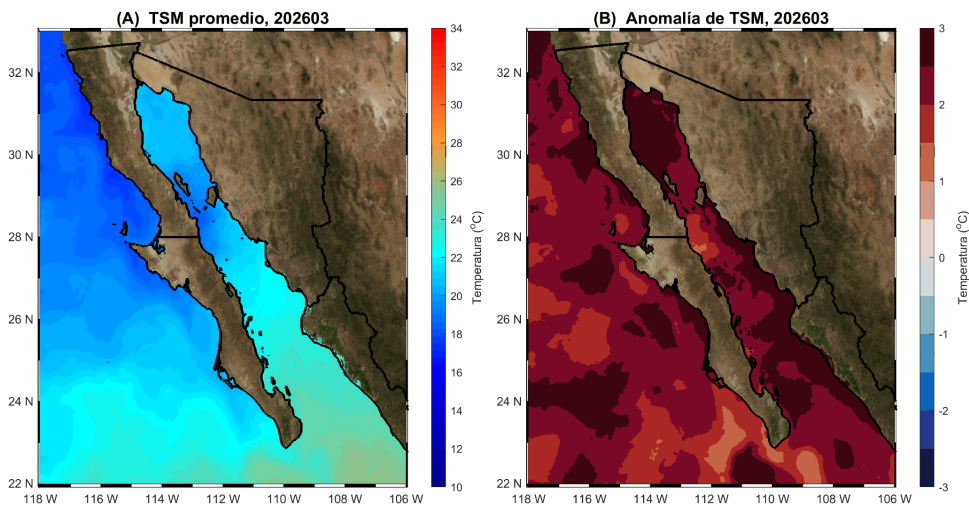 (A) TSM promedio, 202603
32 N
30 N
28 N
26 N
24 N
22 N
118 W
116 W
114 W
112 W
110 W
108 W
106 W
34
32
30
28
26
24
22
20
18
16
14
12
10
Temperatura (°C)
(B) Anomalía de TSM, 202603
32 N
30 N
28 N
26 N
24 N
22 N
118 W
116 W
114 W
112 W
110 W
108 W
106 W
3
2
1
0
-1
-2
-3
Temperatura (°C)